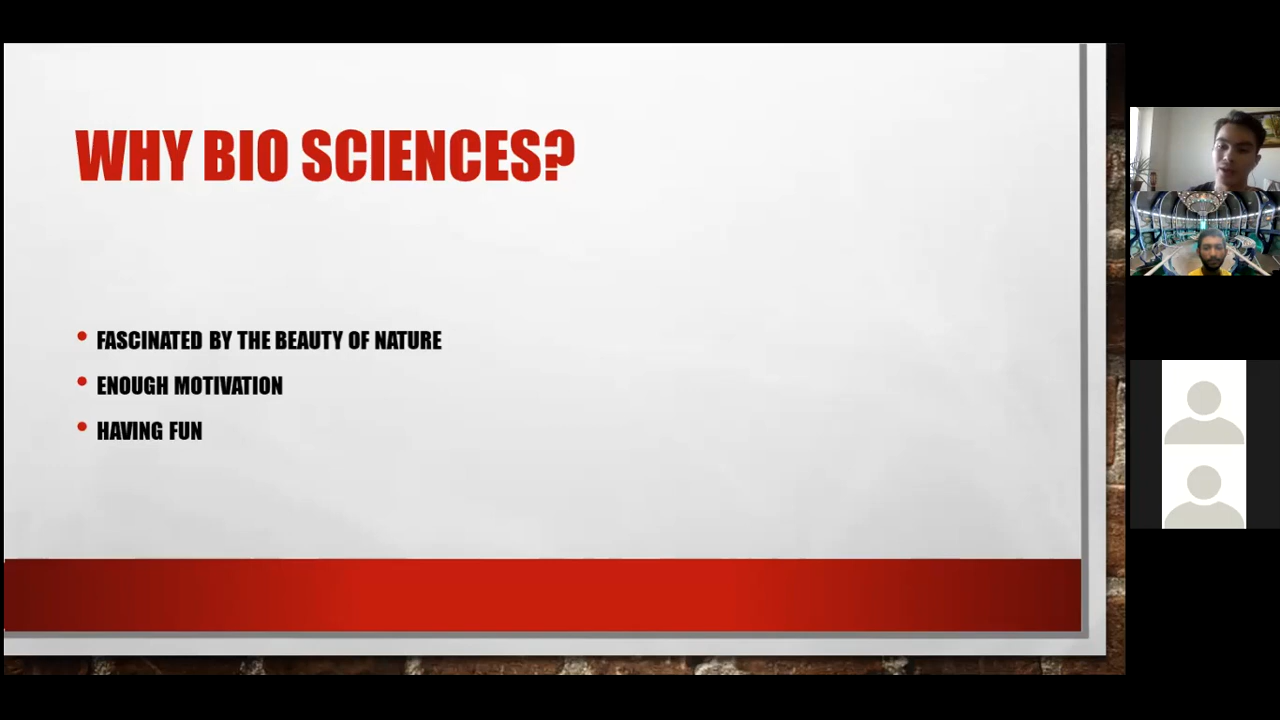 WHY BIO SCIENCES?
• FASCINATED BY THE BEAUTY OF NATURE
• ENOUGH MOTIVATION
• HAVING FUN